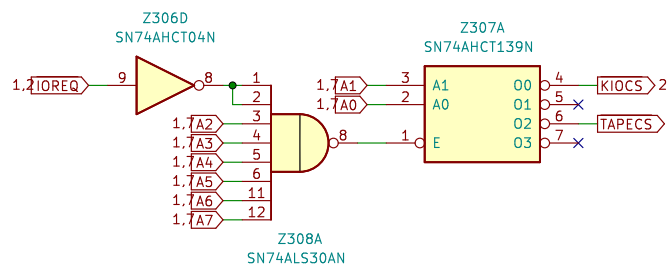 Z306D
SN74AHCT04N
Z307A
SN74AHCT139N
1,2 IOREQ 9 8 1
2
1,7 A2 3
1,7 A3 4
1,7 A4 5
1,7 A5 6
1,7 A6 11
1,7 A7 12
8
1,7 A1 3 A1 O0 4 KIOCS 2
1,7 A0 2 A0 O1 5
O2 6 TAPECS
1 E O3 7
Z308A
SN74ALS30AN